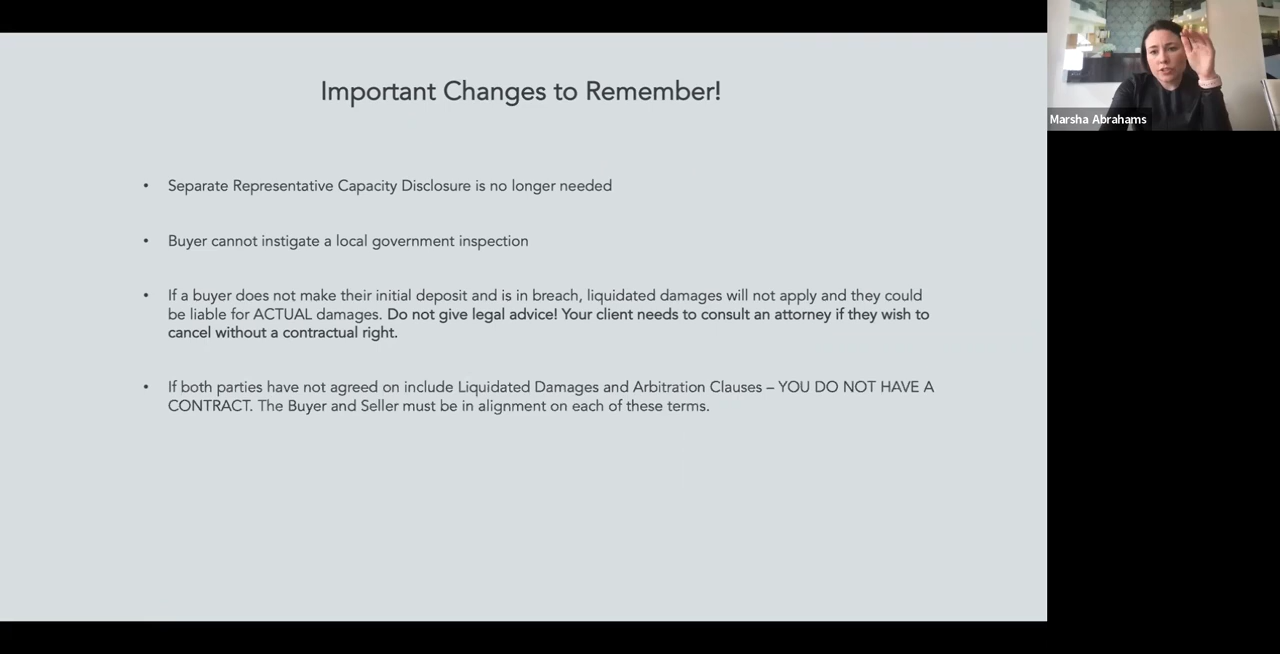 Important Changes to Remember!
• Separate Representative Capacity Disclosure is no longer needed
• Buyer cannot instigate a local government inspection
• If a buyer does not make their initial deposit and is in breach, liquidated damages will not apply and they could
be liable for ACTUAL damages. Do not give legal advice! Your client needs to consult an attorney if they wish to
cancel without a contractual right.
• If both parties have not agreed on include Liquidated Damages and Arbitration Clauses – YOU DO NOT HAVE A
CONTRACT. The Buyer and Seller must be in alignment on each of these terms.
Marsha Abrahams